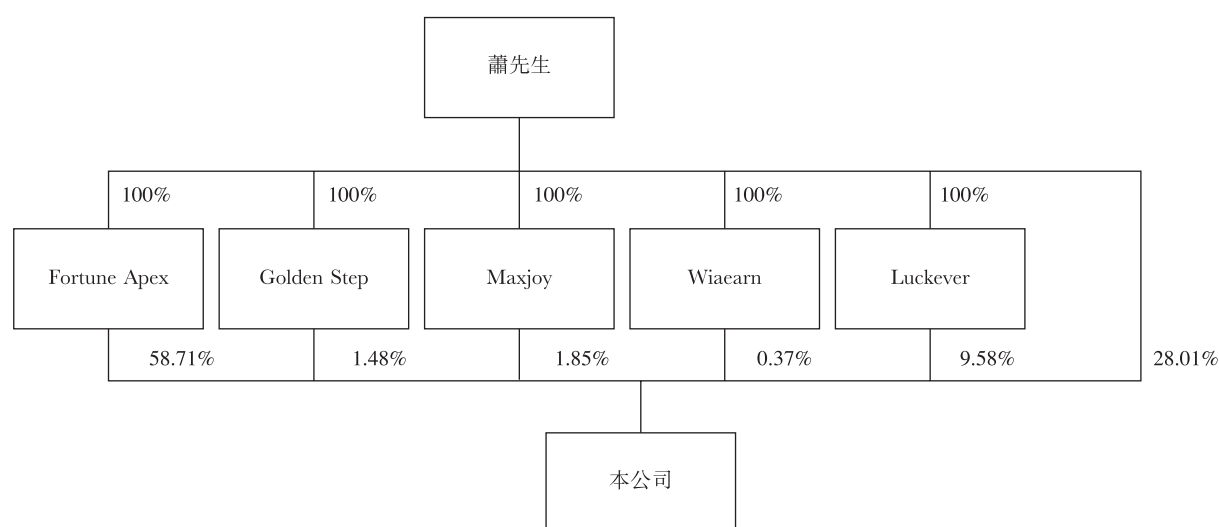 蕭先生
100% 100% 100% 100% 100%
Fortune Apex Golden Step Maxjoy Wiaearn Luckever
58.71% 1.48% 1.85% 0.37% 9.58% 28.01%
本公司